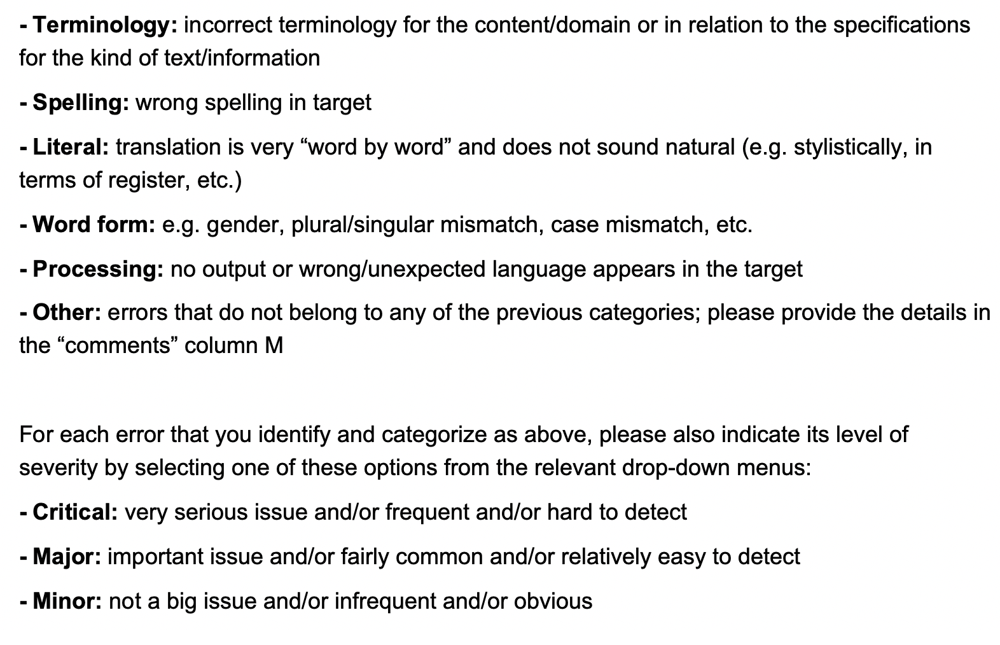 - Terminology: incorrect terminology for the content/domain or in relation to the specifications
for the kind of text/information
- Spelling: wrong spelling in target
- Literal: translation is very “word by word” and does not sound natural (e.g. stylistically, in
terms of register, etc.)
- Word form: e.g. gender, plural/singular mismatch, case mismatch, etc.
- Processing: no output or wrong/unexpected language appears in the target
- Other: errors that do not belong to any of the previous categories; please provide the details in
the “comments” column M
For each error that you identify and categorize as above, please also indicate its level of
severity by selecting one of these options from the relevant drop-down menus:
- Critical: very serious issue and/or frequent and/or hard to detect
- Major: important issue and/or fairly common and/or relatively easy to detect
- Minor: not a big issue and/or infrequent and/or obvious